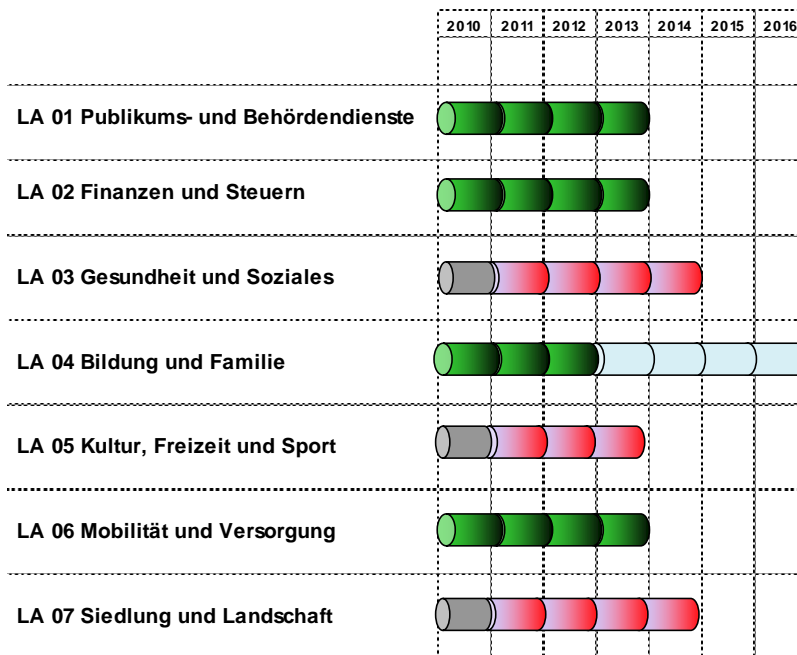 2010 2011 2012 2013 2014 2015 2016
LA 01 Publikums- und Behördendienste
LA 02 Finanzen und Steuern
LA 03 Gesundheit und Soziales
LA 04 Bildung und Familie
LA 05 Kultur, Freizeit und Sport
LA 06 Mobilität und Versorgung
LA 07 Siedlung und Landschaft